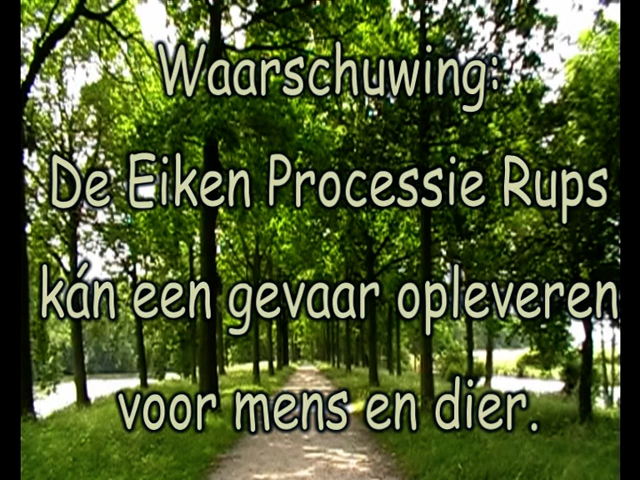 Waarschuwing:
De Eiken Processie Rups
kán een gevaar opleveren
voor mens en dier.